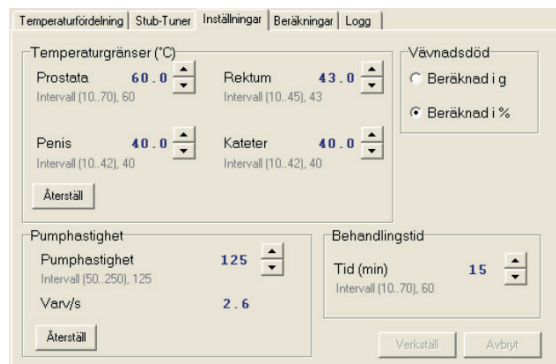 Temperaturfördelning Stub-Tuner Inställningar Beräkningar Logg
Temperaturgränser (°C)
Prostata 60.0
Intervall (10..70), 60
Rektum 43.0
Intervall (10..45), 43
Penis 40.0
Intervall (10..42), 40
Kateter 40.0
Intervall (10..42), 40
Återställ
Vävnadsdöd
Beräknad i g
Beräknad i %
Pumphastighet
Pumphastighet 125
Intervall (50..250), 125
Varv/s 2.6
Återställ
Behandlingstid
Tid (min) 15
Intervall (10..70), 60
Verkställ Avbryt